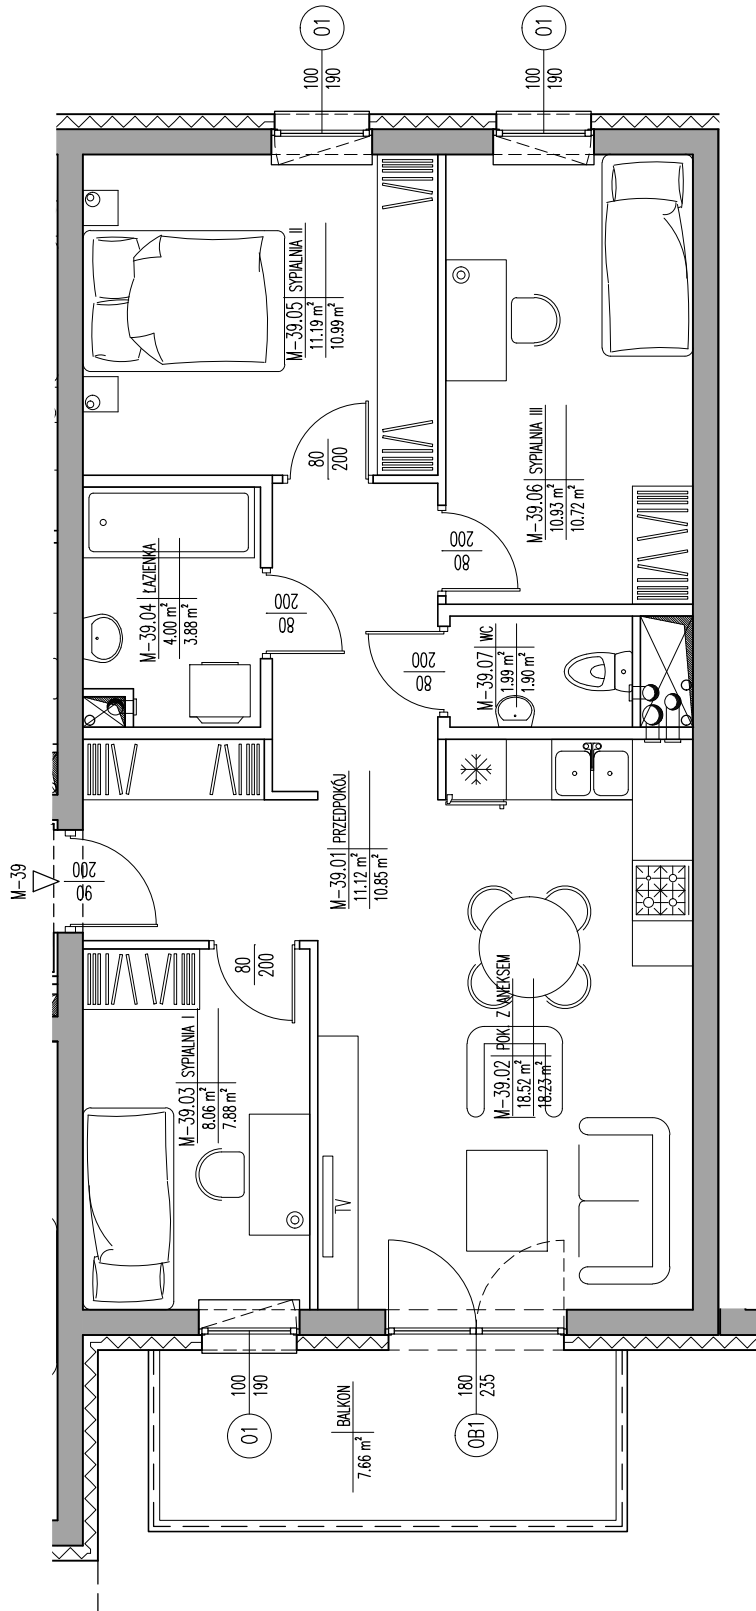 01
100
190
01
100
190
M-39.05 SYPIALNIA II
11.19 m²
10.99 m²
80
200
M-39.06 SYPIALNIA III
10.93 m²
10.72 m²
80
200
M-39.04 ŁAZIENKA
4.00 m²
3.88 m²
80
200
80
200
M-39.07 WC
1.99 m²
1.90 m²
M-39
90
200
M-39.01 PRZEDPOKÓJ
11.12 m²
10.85 m²
80
200
M-39.03 SYPIALNIA I
8.06 m²
7.88 m²
M-39.02 POK. Z ANEKSEM
18.52 m²
18.23 m²
TV
100
190
01
BALKON
7.66 m²
180
235
0B1